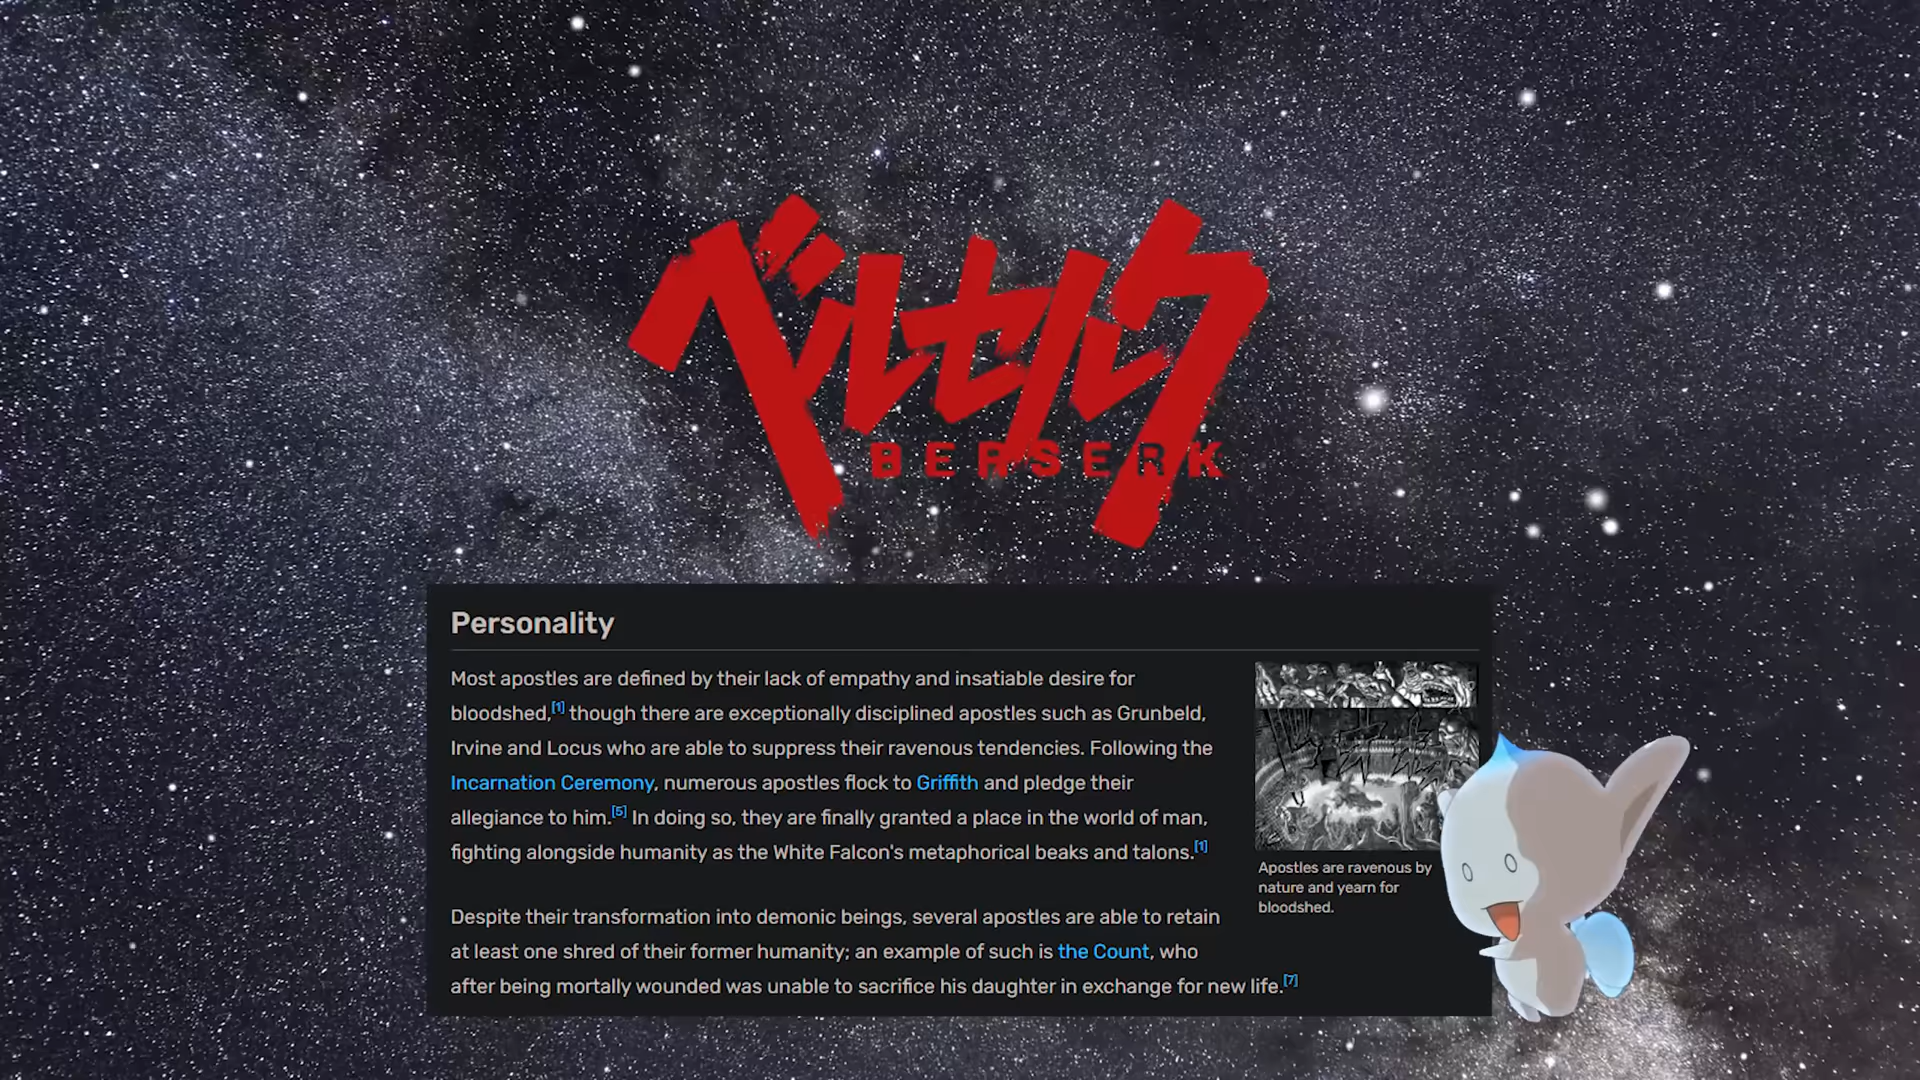 ベルセルク
BERSERK
Personality
Most apostles are defined by their lack of empathy and insatiable desire for
bloodshed,[1] though there are exceptionally disciplined apostles such as Grunbeld,
Irvine and Locus who are able to suppress their ravenous tendencies. Following the
Incarnation Ceremony, numerous apostles flock to Griffith and pledge their
allegiance to him.[5] In doing so, they are finally granted a place in the world of man,
fighting alongside humanity as the White Falcon's metaphorical beaks and talons.[1]
Apostles are ravenous by
nature and yearn for
bloodshed.
Despite their transformation into demonic beings, several apostles are able to retain
at least one shred of their former humanity; an example of such is the Count, who
after being mortally wounded was unable to sacrifice his daughter in exchange for new life.[7]